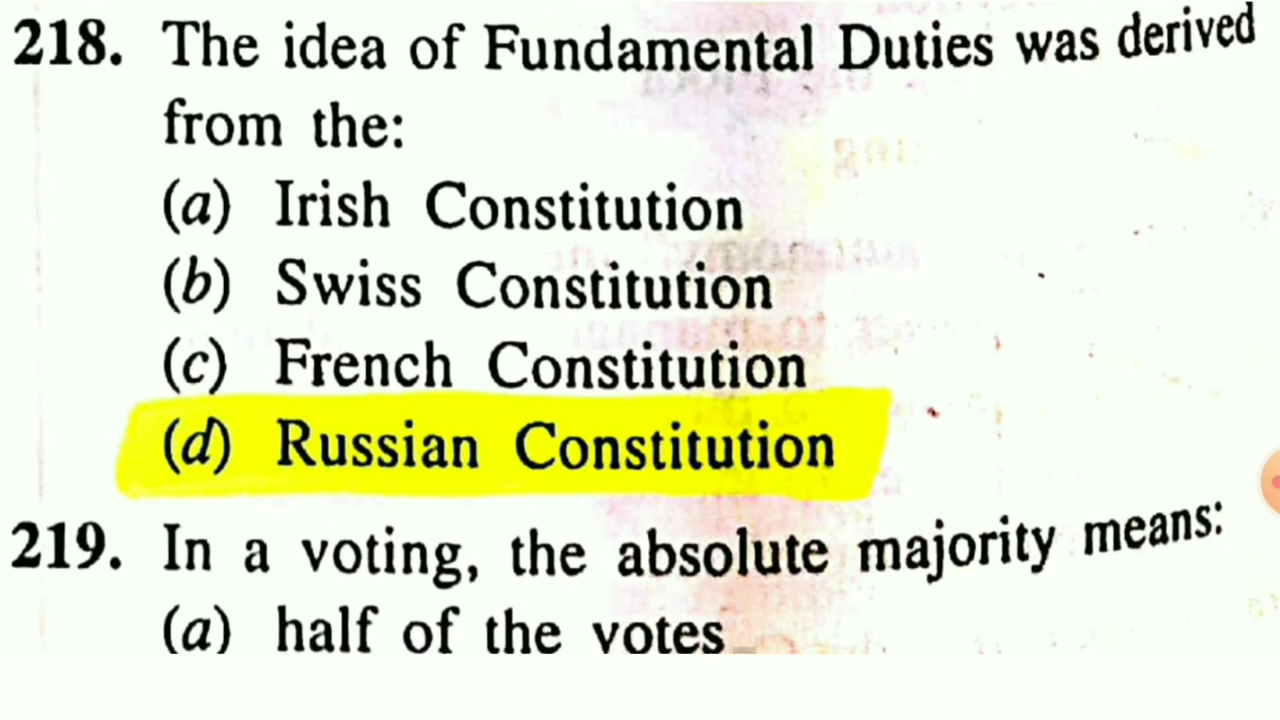 218. The idea of Fundamental Duties was derived
from the:
(a) Irish Constitution
(b) Swiss Constitution
(c) French Constitution
(d) Russian Constitution
219. In a voting, the absolute majority means:
(a) half of the votes